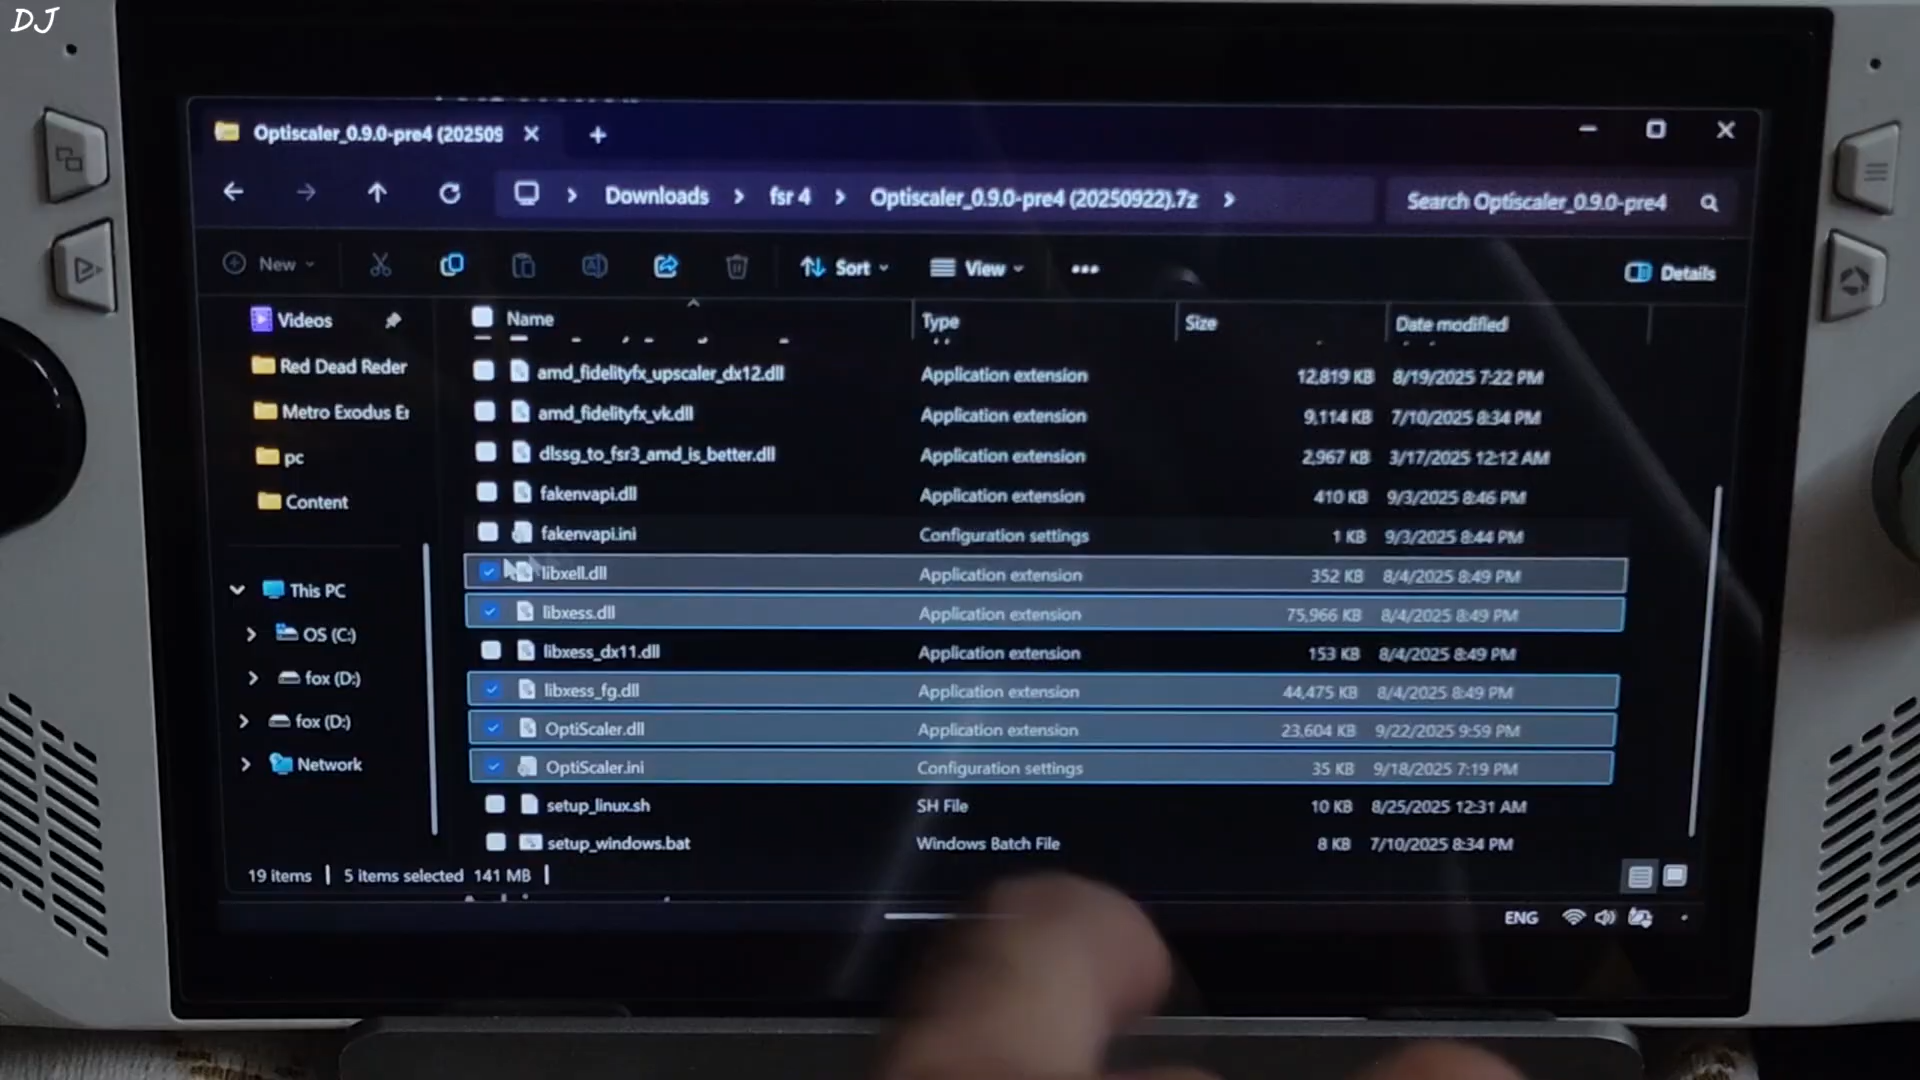 DJ
Optiscaler_0.9.0-pre4 (202509
Downloads > fsr 4 > Optiscaler_0.9.0-pre4 (20250922).7z >
Search Optiscaler_0.9.0-pre4
New
Sort
View
Details
Name Type Size Date modified
amd_fidelityfx_upscaler_dx12.dll Application extension 12,819 KB 8/19/2025 7:22 PM
amd_fidelityfx_vk.dll Application extension 9,114 KB 7/10/2025 8:34 PM
dlssg_to_fsr3_amd_is_better.dll Application extension 2,967 KB 3/17/2025 12:12 AM
fakenvapi.dll Application extension 410 KB 9/3/2025 8:46 PM
fakenvapi.ini Configuration settings 1 KB 9/3/2025 8:44 PM
libxell.dll Application extension 352 KB 8/4/2025 8:49 PM
libxess.dll Application extension 75,966 KB 8/4/2025 8:49 PM
libxess_dx11.dll Application extension 153 KB 8/4/2025 8:49 PM
libxess_fg.dll Application extension 44,475 KB 8/4/2025 8:49 PM
OptiScaler.dll Application extension 23,604 KB 9/22/2025 9:59 PM
OptiScaler.ini Configuration settings 35 KB 9/18/2025 7:19 PM
setup_linux.sh SH File 10 KB 8/25/2025 12:31 AM
setup_windows.bat Windows Batch File 8 KB 7/10/2025 8:34 PM
Videos
Red Dead Reder
Metro Exodus Er
pc
Content
This PC
OS (C:)
fox (D:)
fox (D:)
Network
19 items | 5 items selected 141 MB |
ENG